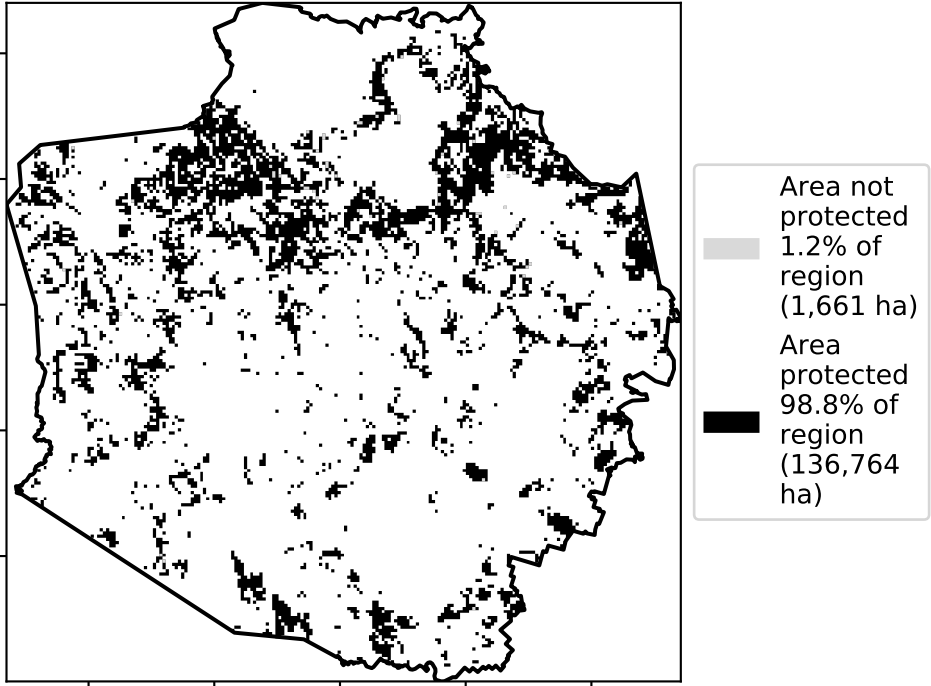 Area not
protected
1.2% of
region
(1,661 ha)
Area
protected
98.8% of
region
(136,764
ha)